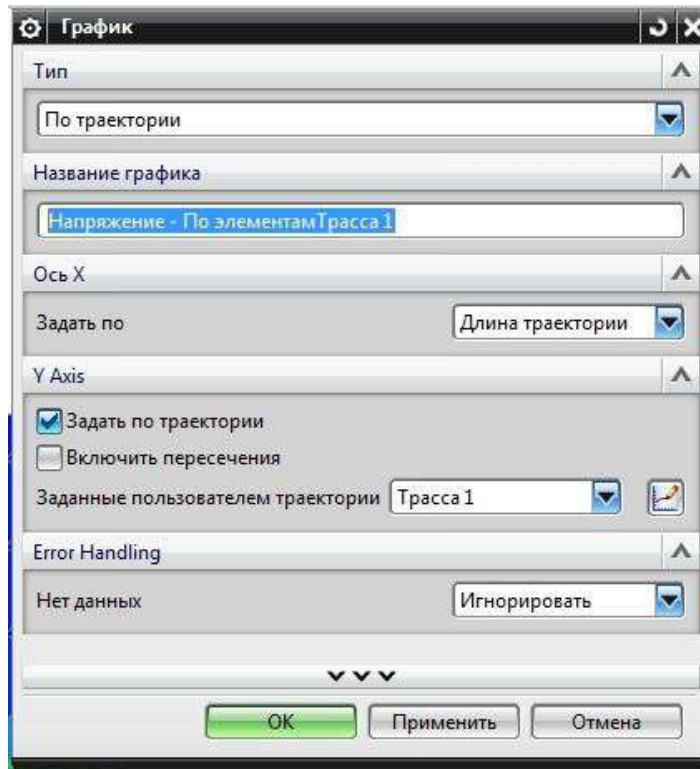 График
Тип
По траектории
Название графика
Напряжение - По элементамТрасса 1
Ось X
Задать по Длина траектории
Y Axis
Задать по траектории
Включить пересечения
Заданные пользователем траектории Трасса 1
Error Handling
Нет данных Игнорировать
ОК Применить Отмена